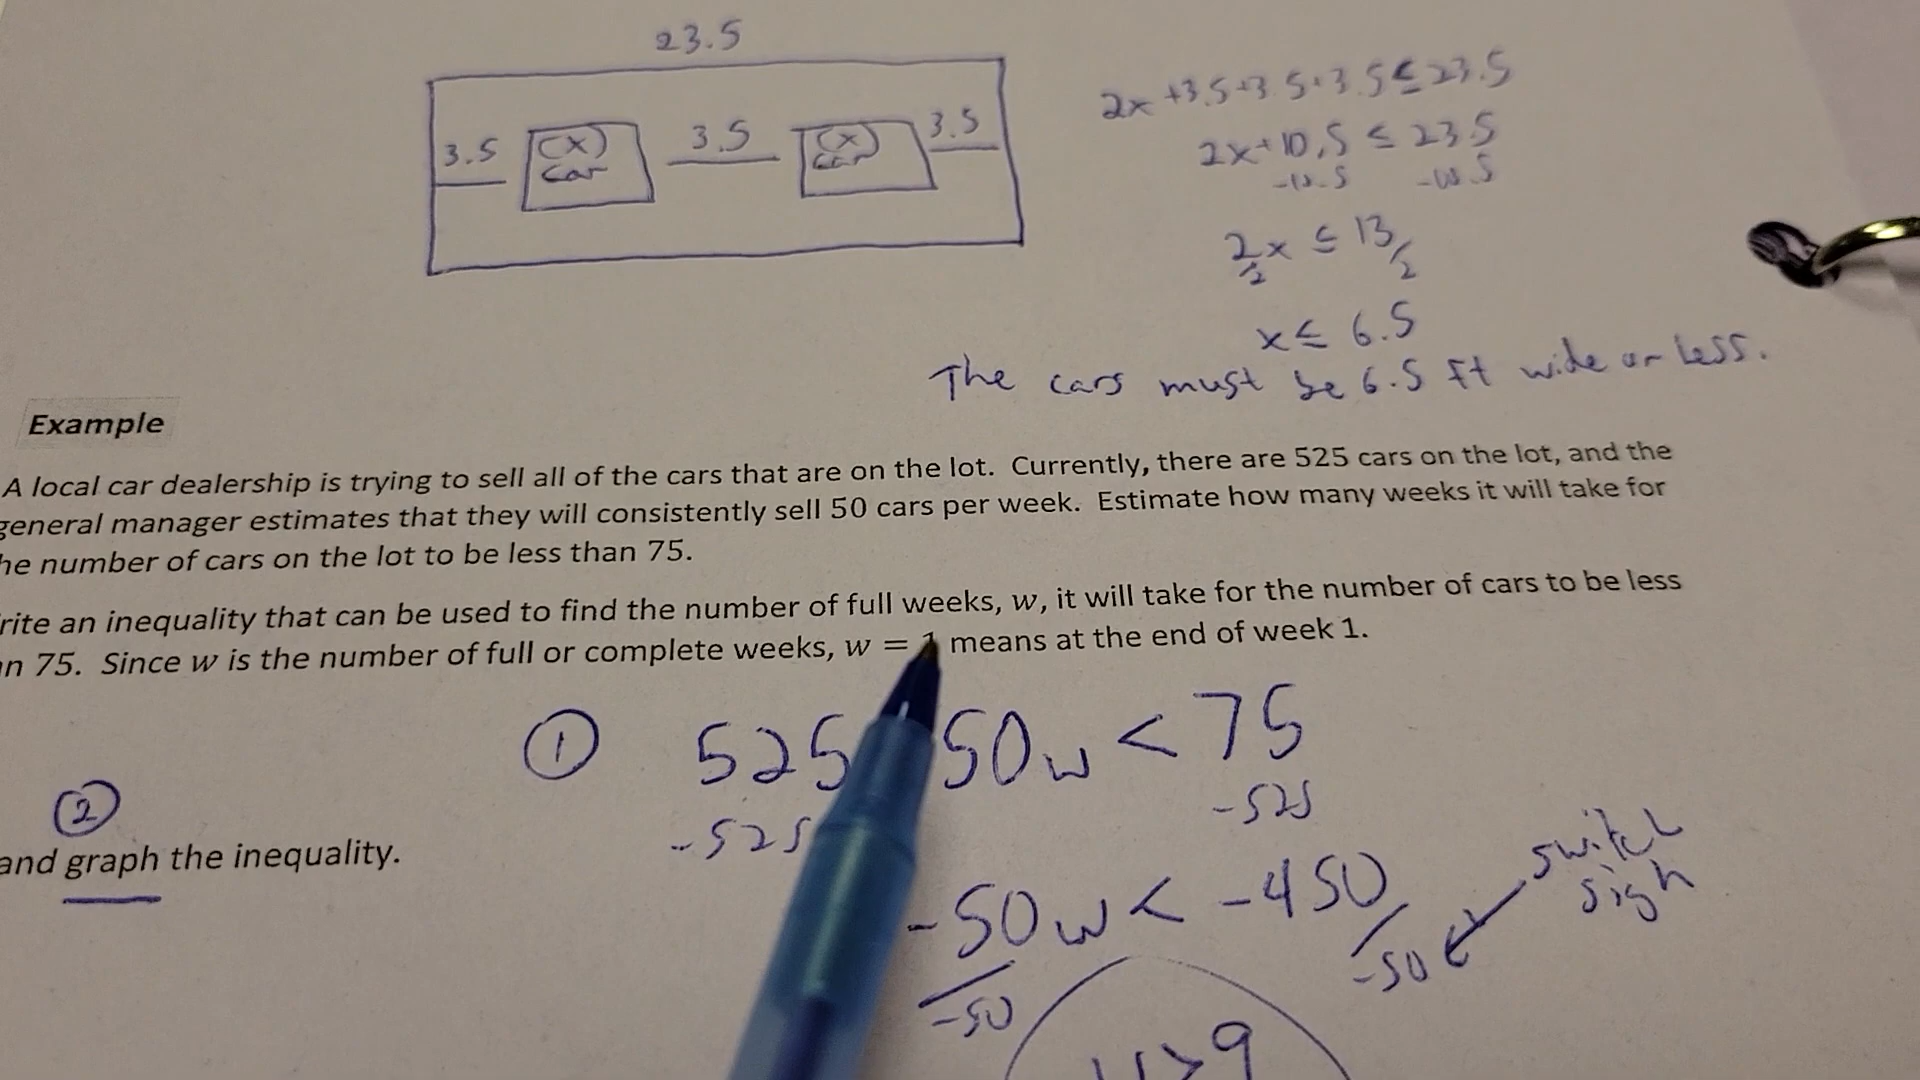 23.5
3.5 (x) car 3.5 (x) car 3.5
2x +3.5+3.5+3.5 ≤ 23.5
2x+10.5 ≤ 23.5
-10.5 -10.5
2x ≤ 13
2 2
x ≤ 6.5
The cars must be 6.5 ft wide or less.
Example
A local car dealership is trying to sell all of the cars that are on the lot. Currently, there are 525 cars on the lot, and the
general manager estimates that they will consistently sell 50 cars per week. Estimate how many weeks it will take for
he number of cars on the lot to be less than 75.
rite an inequality that can be used to find the number of full weeks, w, it will take for the number of cars to be less
n 75. Since w is the number of full or complete weeks, w = 1 means at the end of week 1.
1 525 50w < 75
-525 -525
2
and graph the inequality.
-50w < -450
-50 -50
switch
sign
w>9